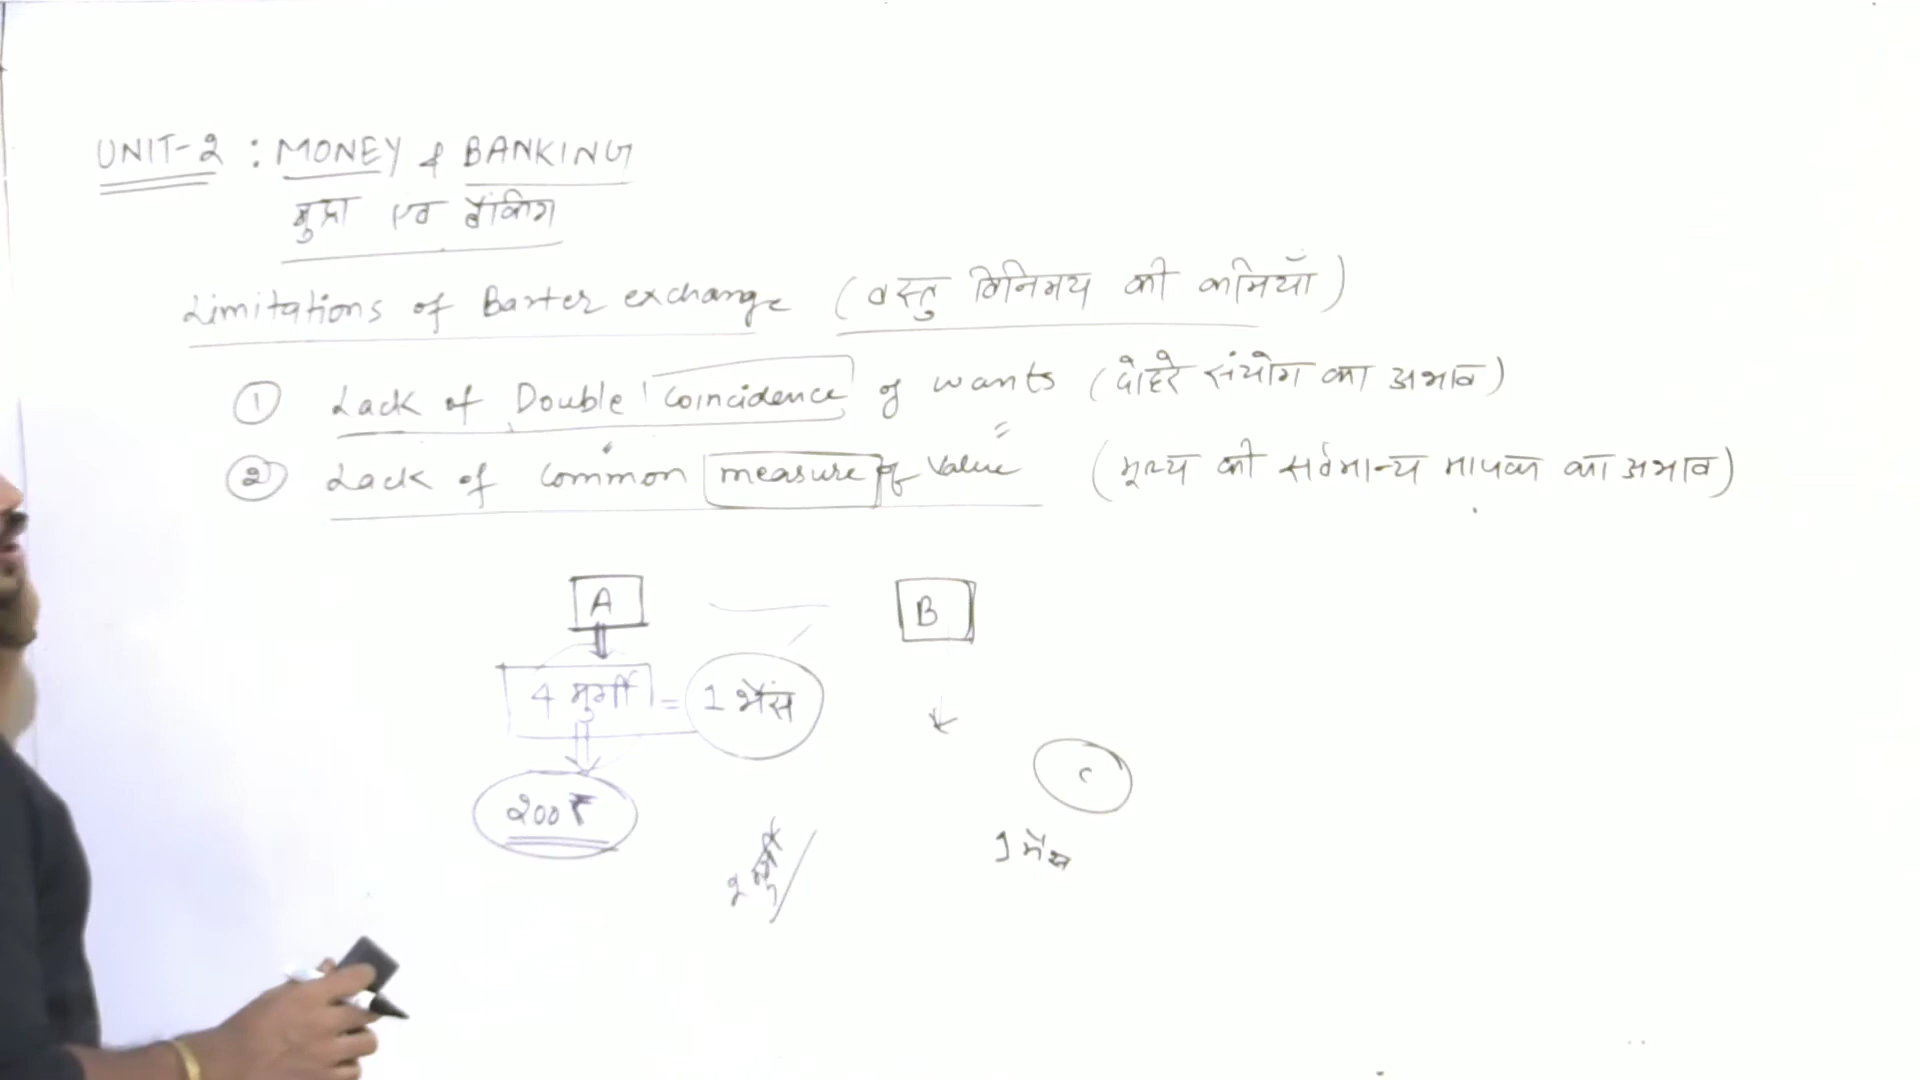 UNIT-2 : MONEY & BANKING
मुद्रा एव बैंकिग
Limitations of Barter exchange (वस्तु विनिमय की कमियाँ)
① Lack of Double Coincidence of wants (दोहरे संयोग का अभाव)
② Lack of Common measure of Value (मूल्य की सर्वमान्य मापक का अभाव)
A B
4 मुर्गी = 1 भैंस
200₹
C
1 भैंस